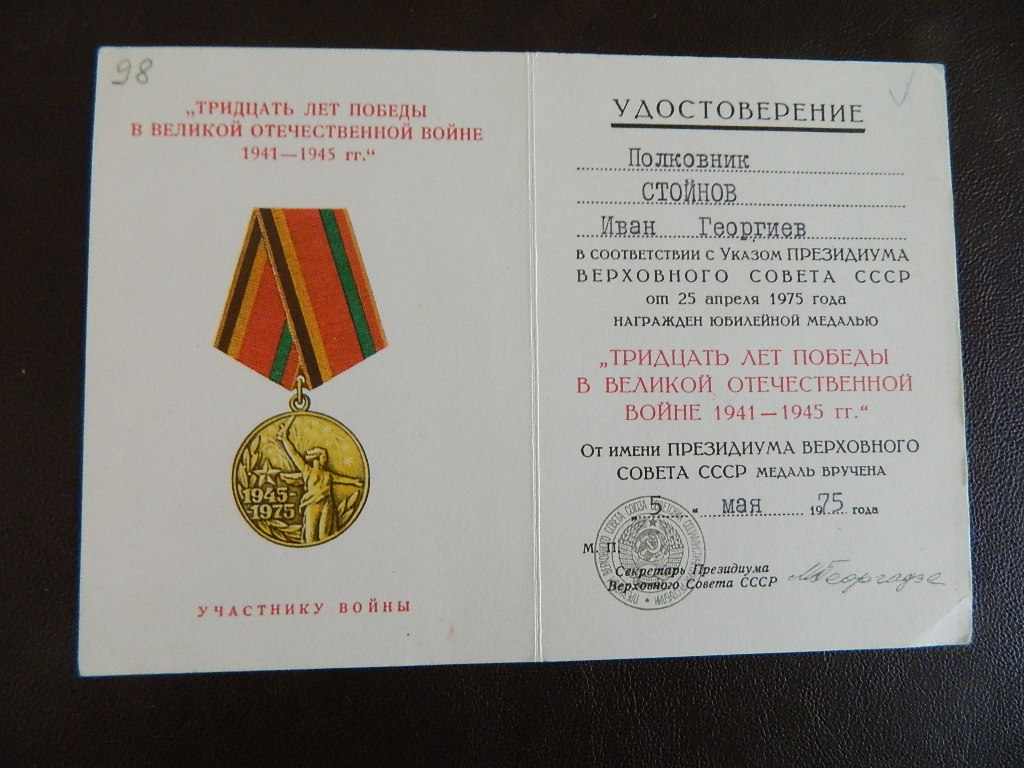 98
„ТРИДЦАТЬ ЛЕТ ПОБЕДЫ
В ВЕЛИКОЙ ОТЕЧЕСТВЕННОЙ ВОЙНЕ
1941—1945 гг.“
1945-
-1975
УЧАСТНИКУ ВОЙНЫ
УДОСТОВЕРЕНИЕ
Полковник
СТОЙНОВ
Иван Георгиев
В СООТВЕТСТВИИ С УКАЗОМ ПРЕЗИДИУМА
ВЕРХОВНОГО СОВЕТА СССР
от 25 апреля 1975 года
НАГРАЖДЕН ЮБИЛЕЙНОЙ МЕДАЛЬЮ
„ТРИДЦАТЬ ЛЕТ ПОБЕДЫ
В ВЕЛИКОЙ ОТЕЧЕСТВЕННОЙ
ВОЙНЕ 1941—1945 гг.“
ОТ ИМЕНИ ПРЕЗИДИУМА ВЕРХОВНОГО
СОВЕТА СССР МЕДАЛЬ ВРУЧЕНА
„5“ мая 1975 года
М. П.
Секретарь Президиума
Верховного Совета СССР
МГеоргадзе